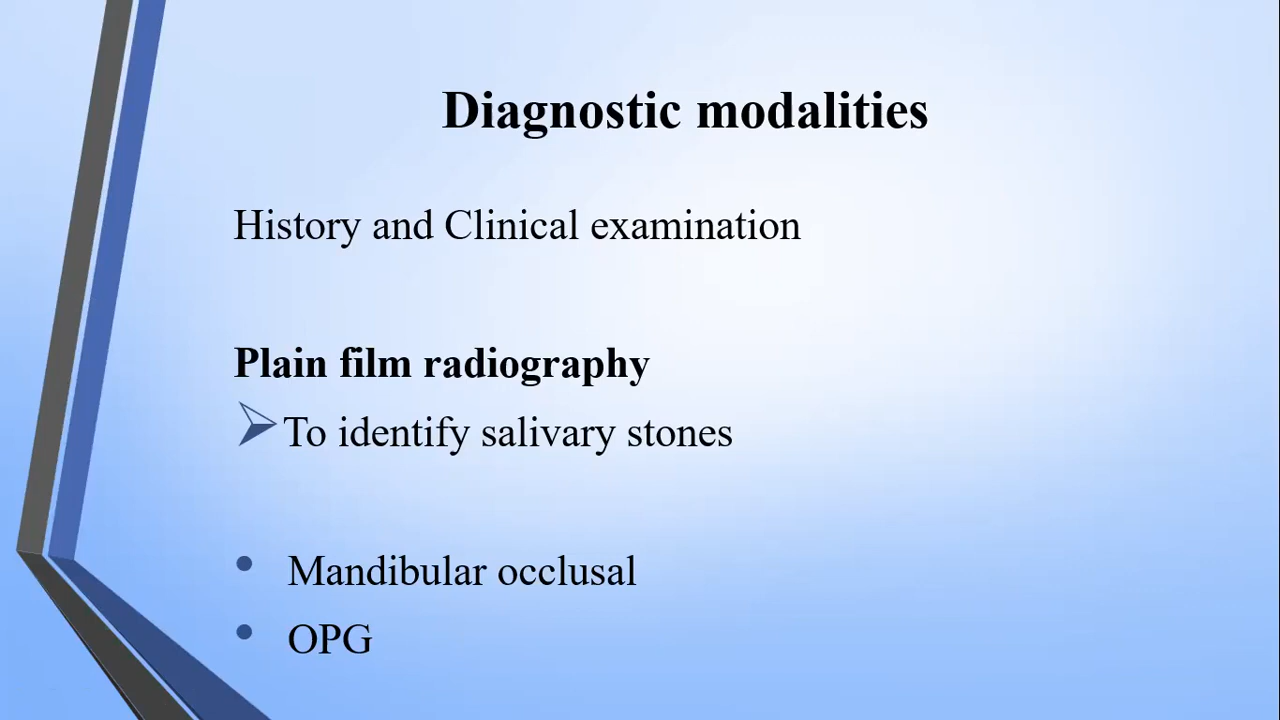 Diagnostic modalities
History and Clinical examination
Plain film radiography
To identify salivary stones
Mandibular occlusal
OPG